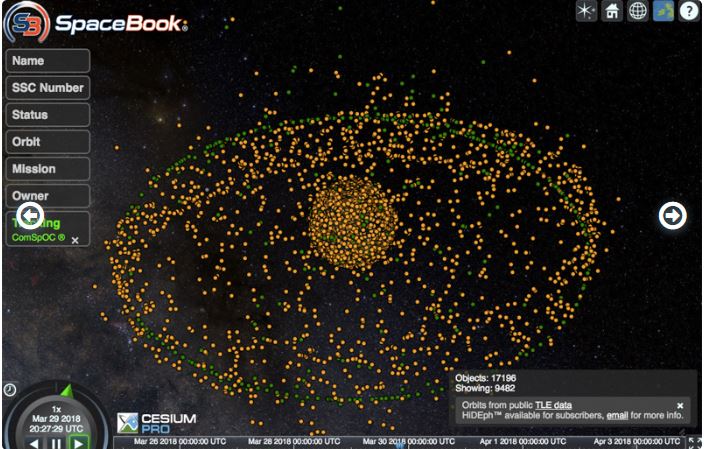 S3 SpaceBook®
Name
SSC Number
Status
Orbit
Mission
Owner
Tracking
ComSpOC ®
Objects: 17196
Showing: 9482
Orbits from public TLE data
HiDEph™ available for subscribers, email for more info.
1x
Mar 29 2018
20:27:29 UTC
CESIUM
PRO
Mar 26 2018 00:00:00 UTC
Mar 28 2018 00:00:00 UTC
Mar 30 2018 00:00:00 UTC
Apr 1 2018 00:00:00 UTC
Apr 3 2018 00:00:00 UTC